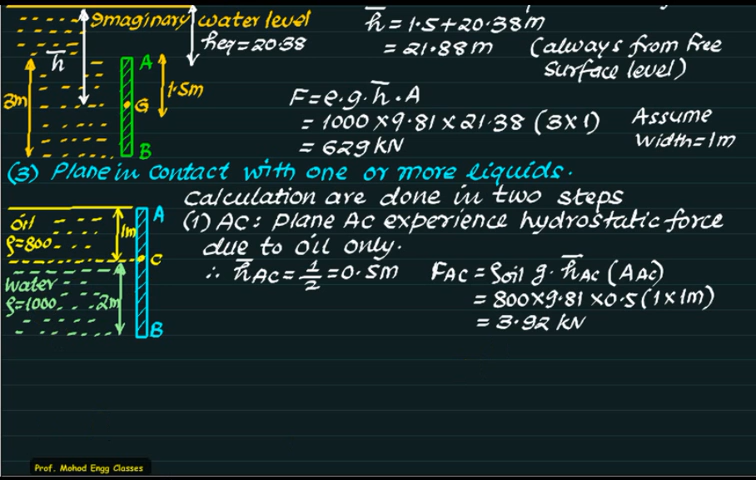 Imaginary water level
heq = 20.38
h̅
A
G
B
3m
1.5m
h̅ = 1.5+20.38m
= 21.88m (always from free
surface level)
F = ρ.g.h̅.A
= 1000 × 9.81 × 21.38 (3×1) Assume
= 629 kN Width = 1m
(3) Plane in contact with one or more liquids.
Calculation are done in two steps
(1) AC: Plane AC experience hydrostatic force
due to oil only.
∴ h̅AC = 1/2 = 0.5m FAC = ρoil g. h̅AC (AAC)
= 800×9.81 ×0.5 (1×1m)
= 3.92 kN
oil
ρ=800
1m
A
C
water
ρ=1000
2m
B
Prof. Mohod Engg Classes